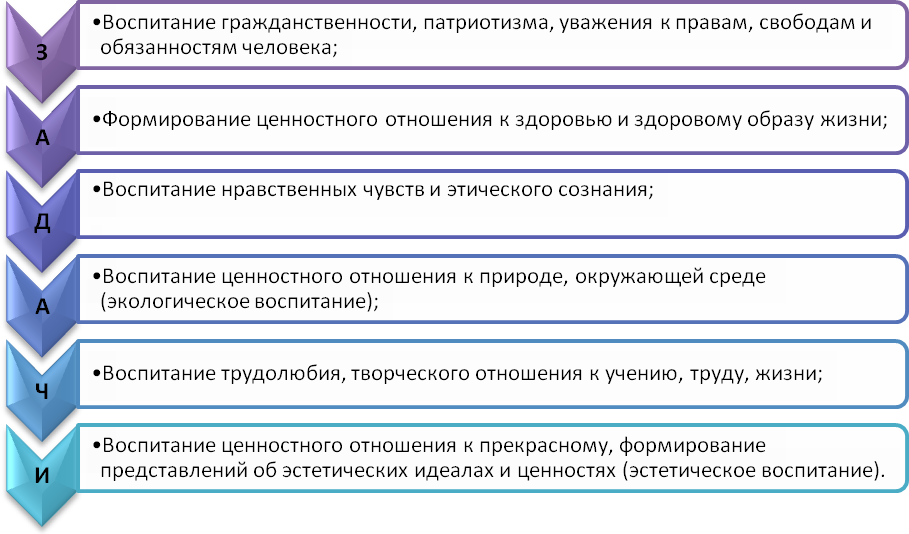 З
•Воспитание гражданственности, патриотизма, уважения к правам, свободам и
обязанностям человека;
А
•Формирование ценностного отношения к здоровью и здоровому образу жизни;
Д
•Воспитание нравственных чувств и этического сознания;
А
•Воспитание ценностного отношения к природе, окружающей среде
(экологическое воспитание);
Ч
•Воспитание трудолюбия, творческого отношения к учению, труду, жизни;
И
•Воспитание ценностного отношения к прекрасному, формирование
представлений об эстетических идеалах и ценностях (эстетическое воспитание).